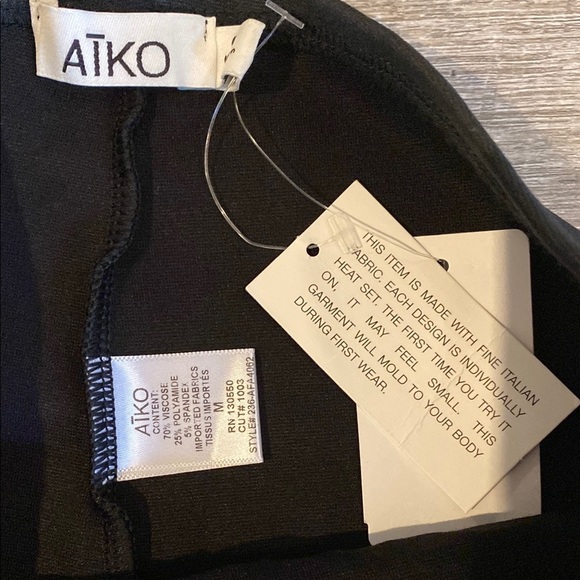 AĪKO
THIS ITEM IS MADE WITH FINE ITALIAN
FABRIC. EACH DESIGN IS INDIVIDUALLY
HEAT SET. THE FIRST TIME YOU TRY IT
ON, IT MAY FEEL SMALL. THIS
GARMENT WILL MOLD TO YOUR BODY
DURING FIRST WEAR.
AĪKO
CONTENT:
70% VISCOSE
25% POLYAMIDE
5% SPANDEX
IMPORTED FABRICS
TISSUS IMPORTÉS
M
RN 130550
CUT# 1003
STYLE# 236-AFA4062